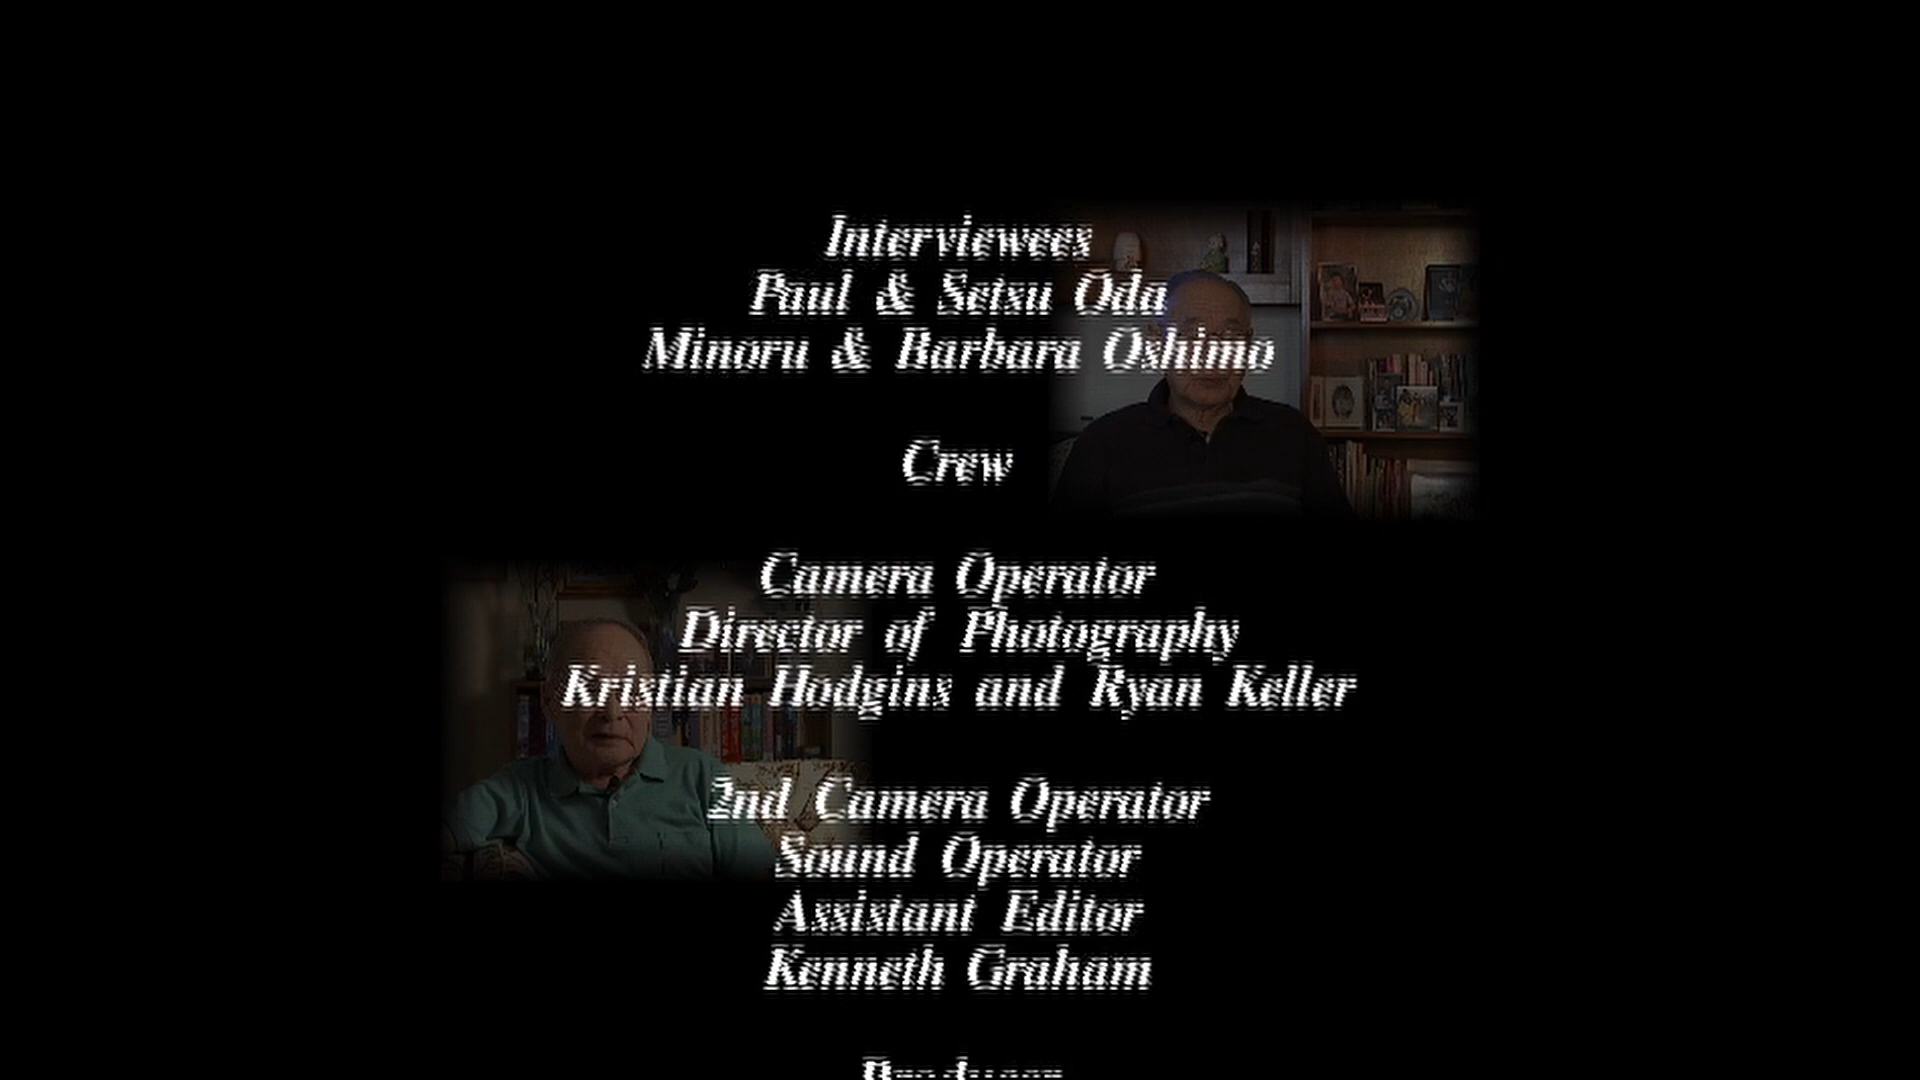 Interviewees
Paul & Setsu Oda
Minoru & Barbara Oshimo
Crew
Camera Operator
Director of Photography
Kristian Hodgins and Ryan Keller
2nd Camera Operator
Sound Operator
Assistant Editor
Kenneth Graham